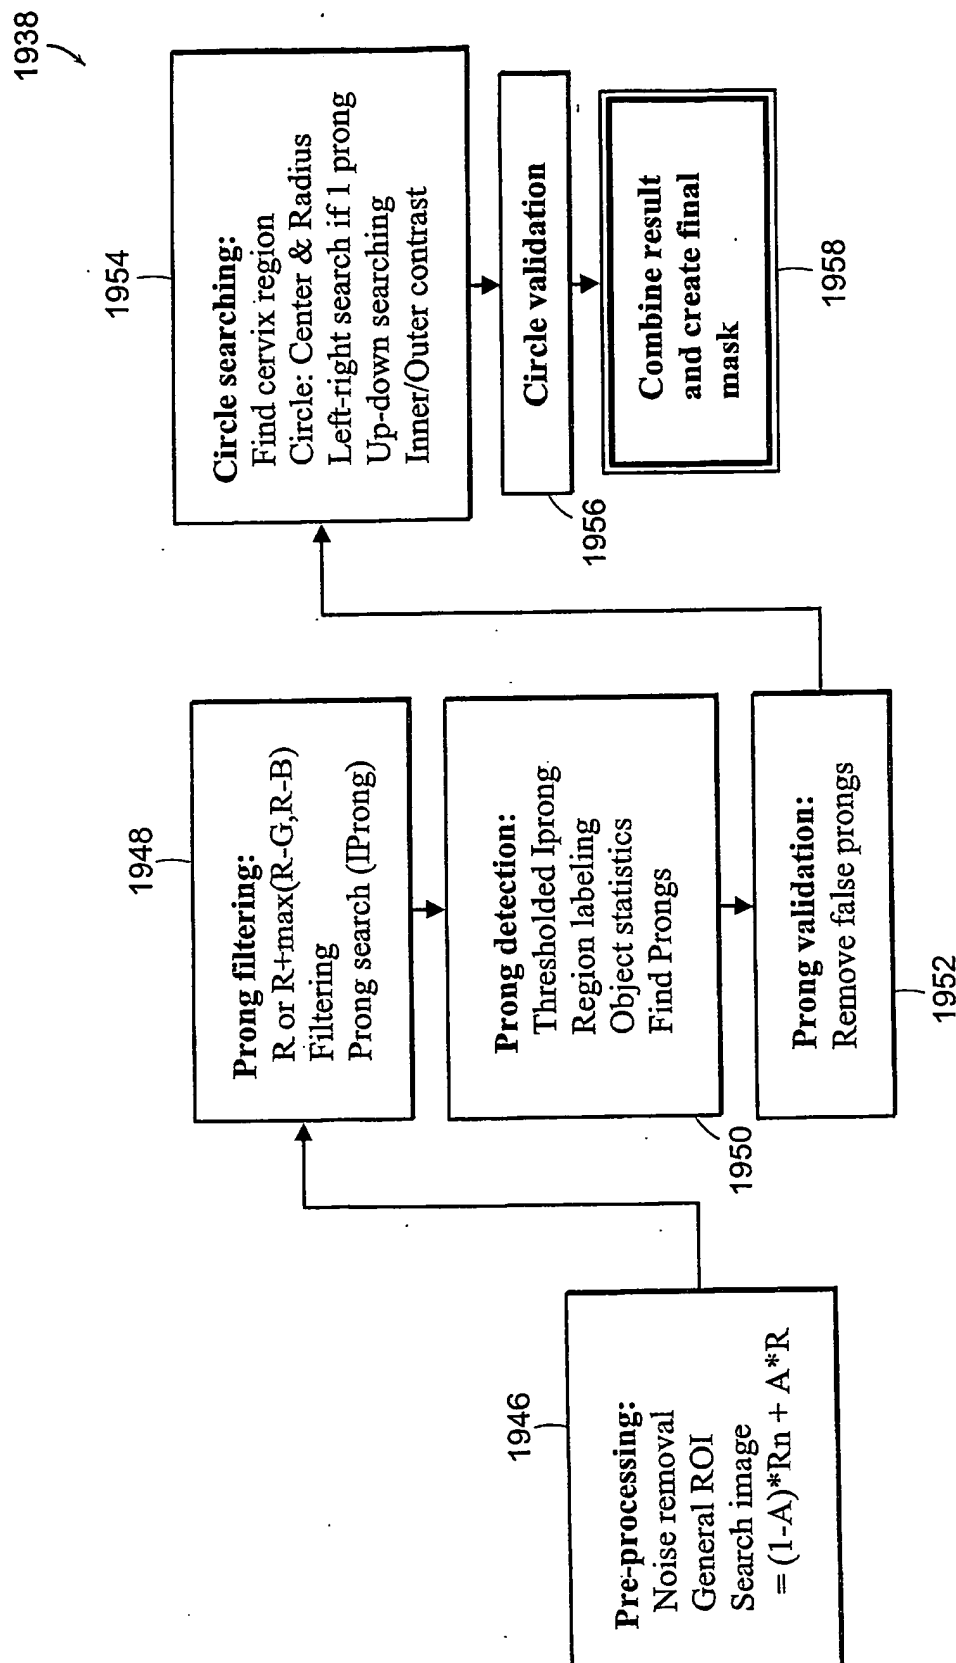 1938
1946
Pre-processing:
Noise removal
General ROI
Search image
= (1-A)*Rn + A*R
1948
Prong filtering:
R or R+max(R-G,R-B)
Filtering
Prong search (IProng)
Prong detection:
Thresholded Iprong
Region labeling
Object statistics
Find Prongs
1950
Prong validation:
Remove false prongs
1952
1954
Circle searching:
Find cervix region
Circle: Center & Radius
Left-right search if 1 prong
Up-down searching
Inner/Outer contrast
Circle validation
1956
Combine result
and create final
mask
1958